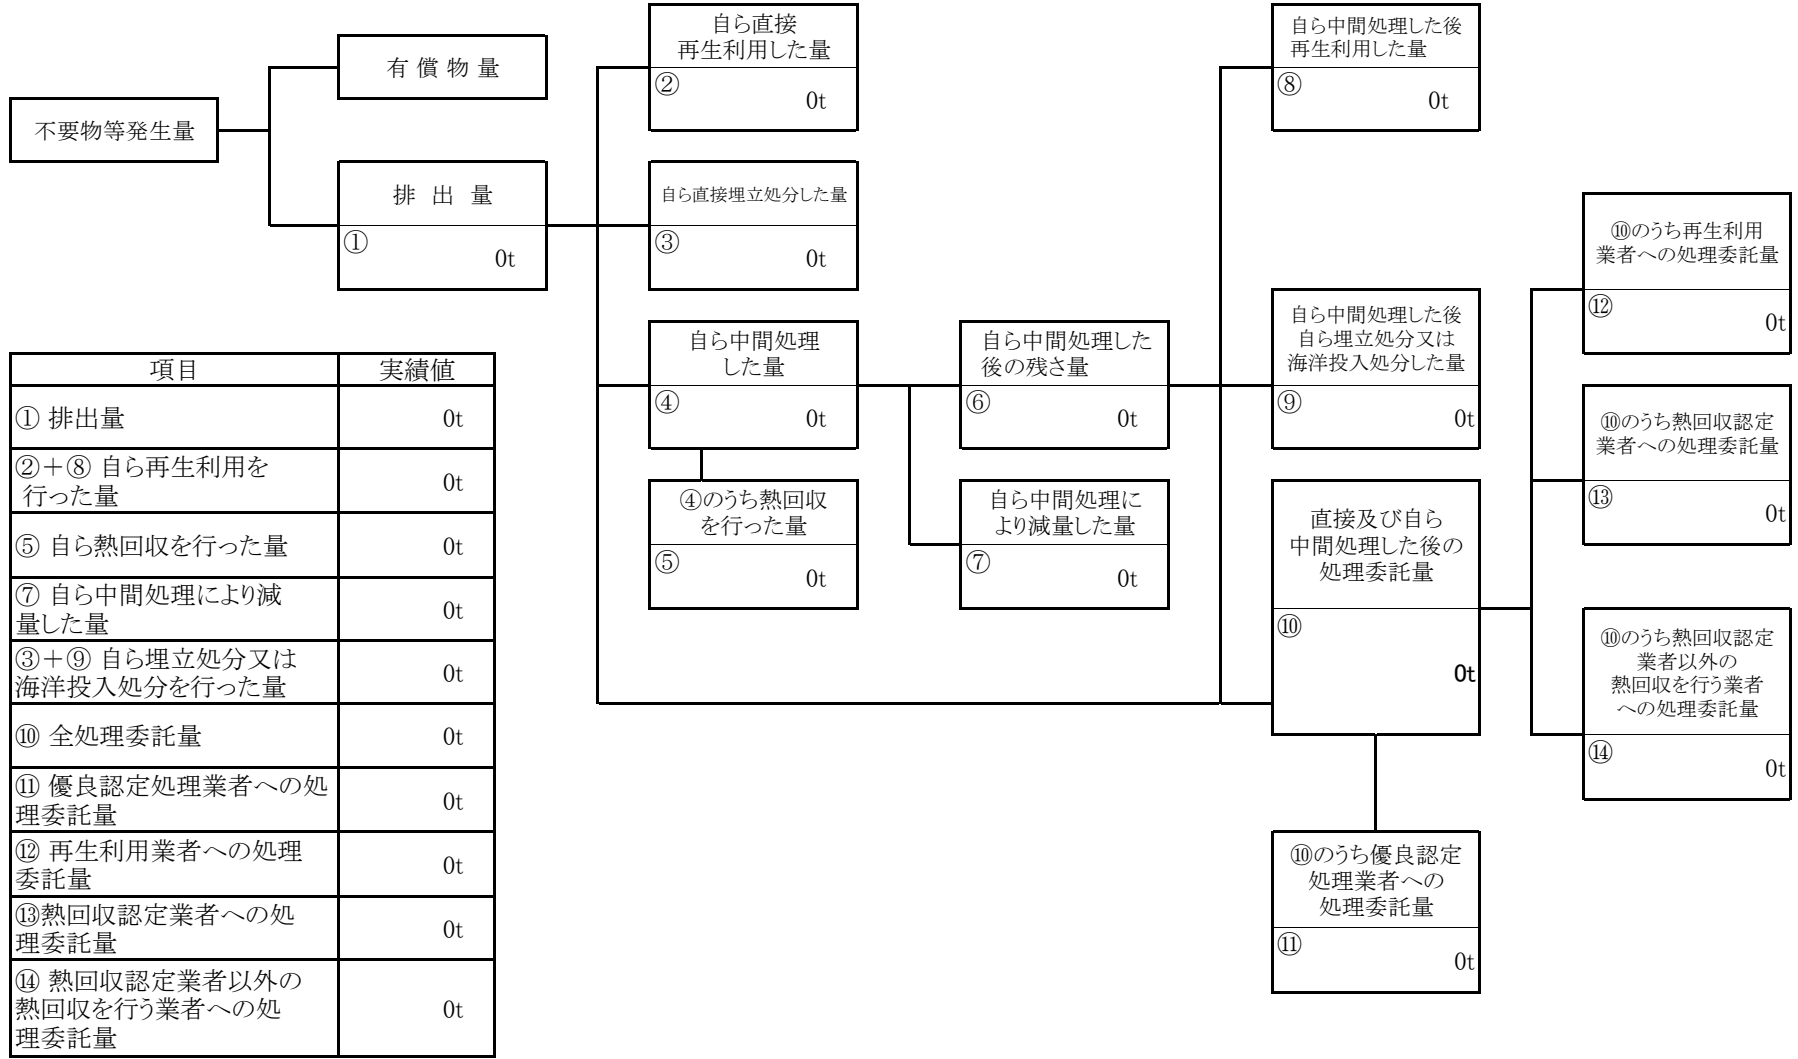 不要物等発生量
有 償 物 量
排 出 量
①
0t
自ら直接
再生利用した量
②
0t
自ら直接埋立処分した量
③
0t
自ら中間処理
した量
④
0t
④のうち熱回収
を行った量
⑤
0t
自ら中間処理した
後の残さ量
⑥
0t
自ら中間処理に
より減量した量
⑦
0t
自ら中間処理した後
再生利用した量
⑧
0t
自ら中間処理した後
自ら埋立処分又は
海洋投入処分した量
⑨
0t
直接及び自ら
中間処理した後の
処理委託量
⑩
0t
⑩のうち優良認定
処理業者への
処理委託量
⑪
0t
⑩のうち再生利用
業者への処理委託量
⑫
0t
⑩のうち熱回収認定
業者への処理委託量
⑬
0t
⑩のうち熱回収認定
業者以外の
熱回収を行う業者
への処理委託量
⑭
0t
項目 実績値
① 排出量 0t
②+⑧ 自ら再生利用を
行った量 0t
⑤ 自ら熱回収を行った量 0t
⑦ 自ら中間処理により減
量した量 0t
③+⑨ 自ら埋立処分又は
海洋投入処分を行った量 0t
⑩ 全処理委託量 0t
⑪ 優良認定処理業者への処
理委託量 0t
⑫ 再生利用業者への処理
委託量 0t
⑬熱回収認定業者への処
理委託量 0t
⑭ 熱回収認定業者以外の
熱回収を行う業者への処
理委託量 0t